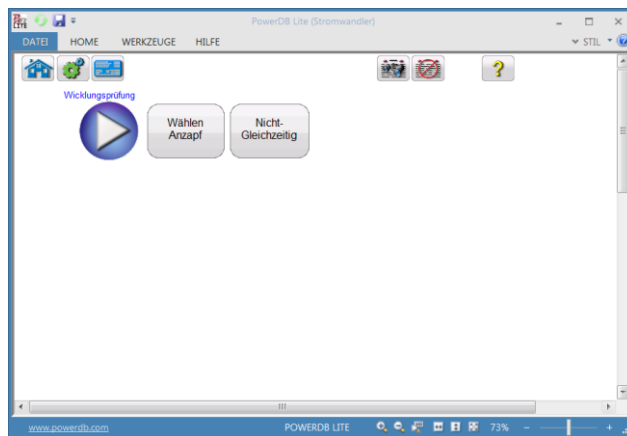 PowerDB Lite (Stromwandler)
DATEI HOME WERKZEUGE HILFE STIL
Wicklungsprüfung
Wählen
Anzapf
Nicht-
Gleichzeitig
www.powerdb.com POWERDB LITE 73%